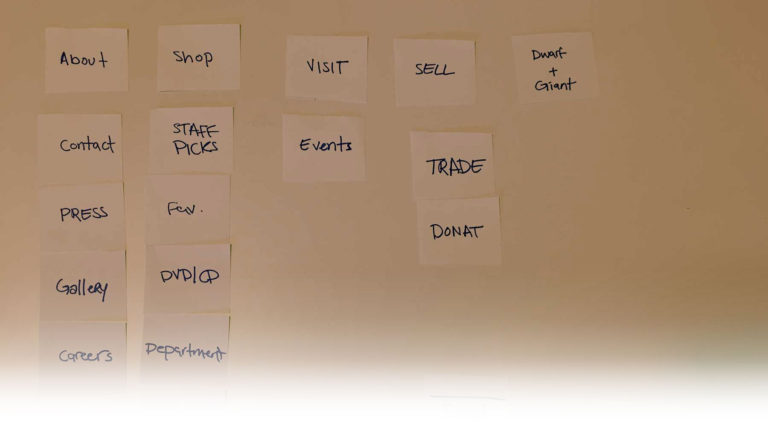 About
Shop
VISIT
SELL
Dwarf
+
Giant
Contact
STAFF
PICKS
Events
TRADE
PRESS
Fav.
DONAT
Gallery
DVD/CD
Careers
Department